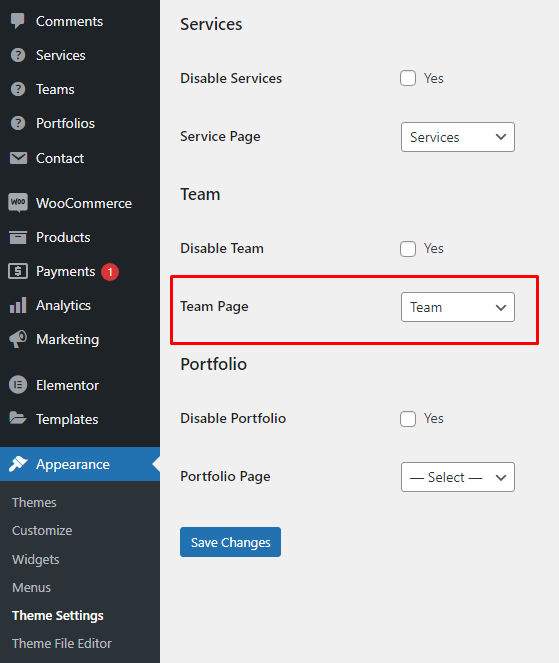 Comments
Services
Teams
Portfolios
Contact
WOO
WooCommerce
Products
Payments 1
Analytics
Marketing
Elementor
Templates
Appearance
Themes
Customize
Widgets
Menus
Theme Settings
Theme File Editor
Services
Disable Services Yes
Service Page Services
Team
Disable Team Yes
Team Page Team
Portfolio
Disable Portfolio Yes
Portfolio Page — Select —
Save Changes